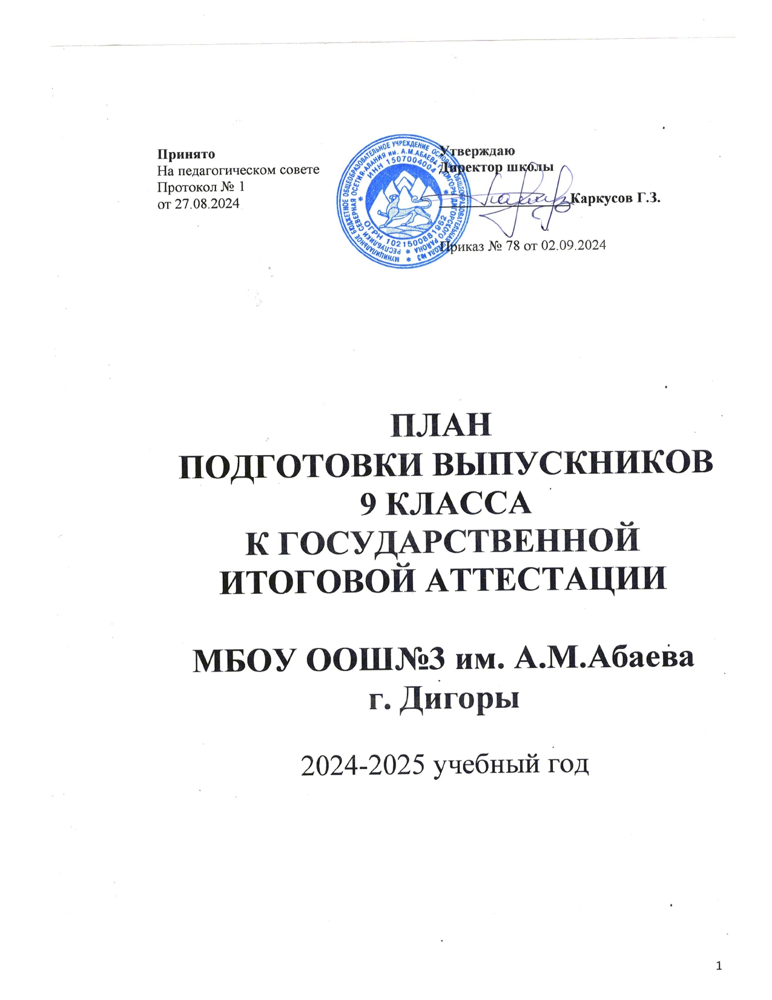 Принято
На педагогическом совете
Протокол № 1
от 27.08.2024
Утверждаю
Директор школы
Каркусов Г.З.
Приказ № 78 от 02.09.2024
МУНИЦИПАЛЬНОЕ БЮДЖЕТНОЕ ОБЩЕОБРАЗОВАТЕЛЬНОЕ УЧРЕЖДЕНИЕ ОСНОВНАЯ ОБЩЕОБРАЗОВАТЕЛЬНАЯ ШКОЛА №3
им. А.М.АБАЕВА Г.ДИГОРЫ ДИГОРСКОГО РАЙОНА * РЕСПУБЛИКИ СЕВЕРНАЯ ОСЕТИЯ-АЛАНИЯ
* ИНН 1507004004 *
ОГРН 1021500881962
ПЛАН
ПОДГОТОВКИ ВЫПУСКНИКОВ
9 КЛАССА
К ГОСУДАРСТВЕННОЙ
ИТОГОВОЙ АТТЕСТАЦИИ
МБОУ ООШ№3 им. А.М.Абаева
г. Дигоры
2024-2025 учебный год
1